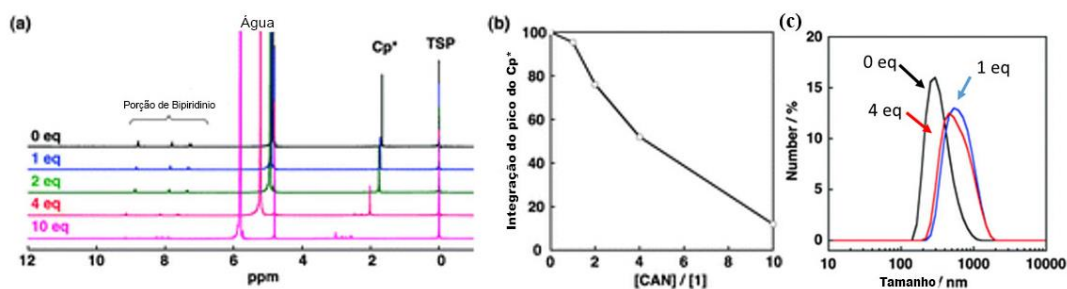 (a)
Água
Cp*
TSP
Porção de Bipiridinio
0 eq
1 eq
2 eq
4 eq
10 eq
12 10 8 6 4 2 0
ppm
(b)
Integração do pico do Cp*
100
80
60
40
20
0
0 2 4 6 8 10
[CAN] / [1]
(c)
Number / %
20
15
10
5
0
0 eq
1 eq
4 eq
10 100 1000 10000
Tamanho / nm